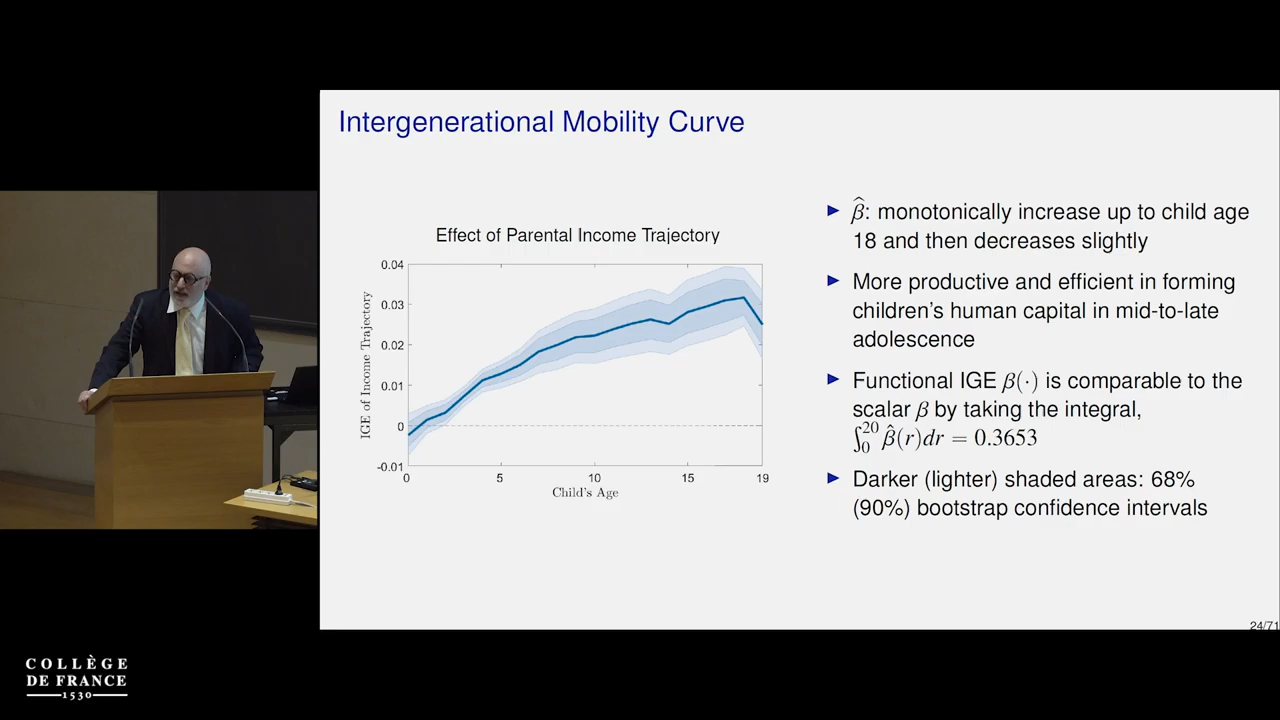 Intergenerational Mobility Curve
Effect of Parental Income Trajectory
0.04
0.03
0.02
0.01
0
-0.01
IGE of Income Trajectory
0
5
10
15
19
Child's Age
► β̂: monotonically increase up to child age
18 and then decreases slightly
► More productive and efficient in forming
children's human capital in mid-to-late
adolescence
► Functional IGE β(·) is comparable to the
scalar β by taking the integral,
∫₀²⁰ β̂(r)dr = 0.3653
► Darker (lighter) shaded areas: 68%
(90%) bootstrap confidence intervals
24/71
COLLÈGE
DE FRANCE
1530